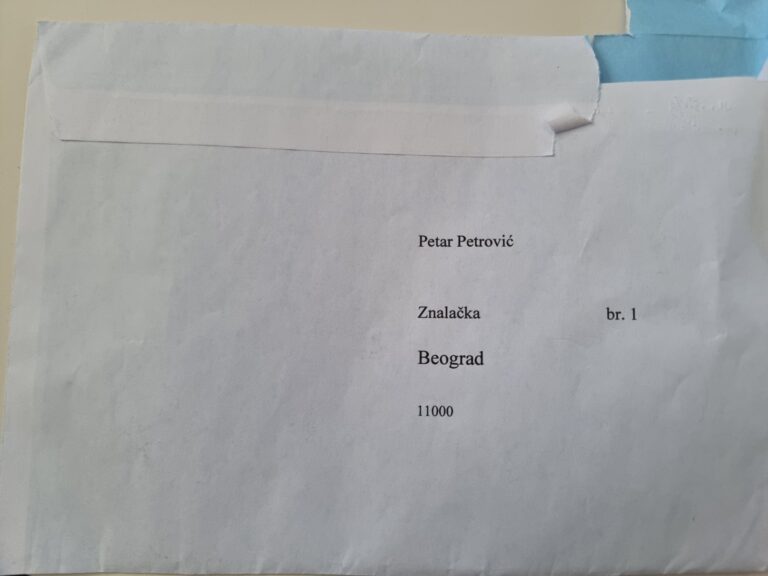 Petar Petrović
Znalačka br. 1
Beograd
11000